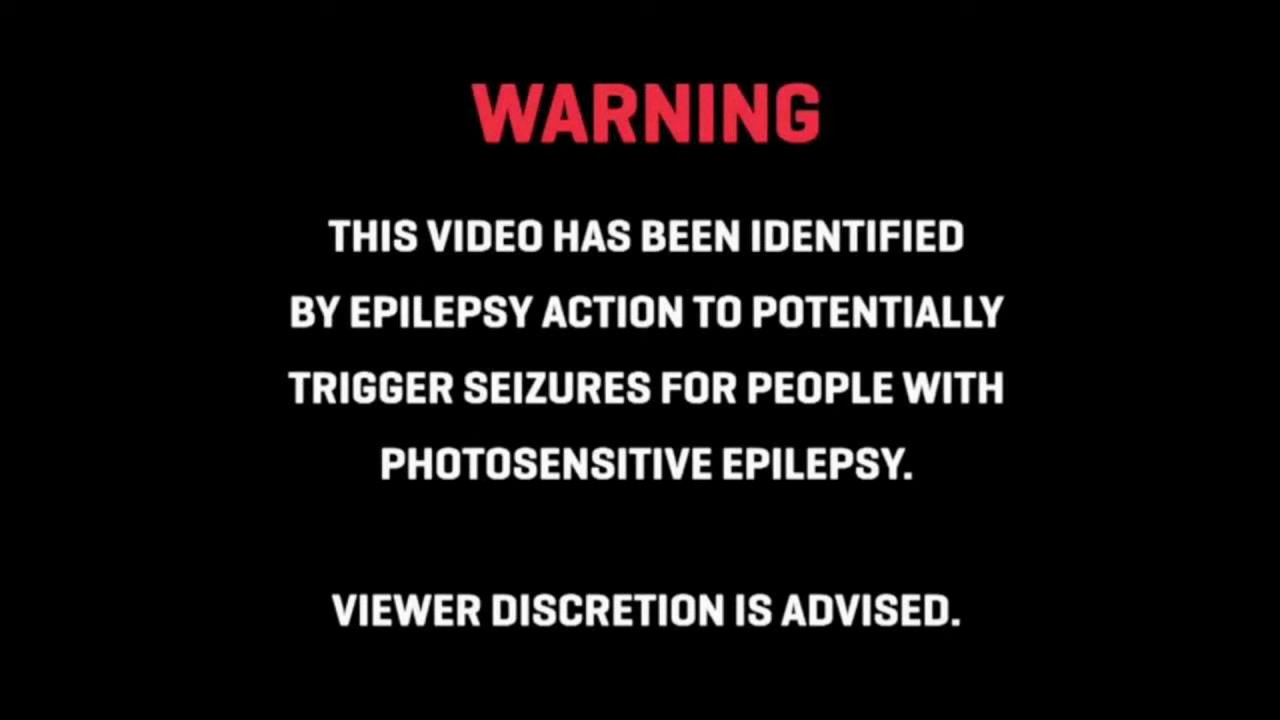 WARNING
THIS VIDEO HAS BEEN IDENTIFIED
BY EPILEPSY ACTION TO POTENTIALLY
TRIGGER SEIZURES FOR PEOPLE WITH
PHOTOSENSITIVE EPILEPSY.
VIEWER DISCRETION IS ADVISED.